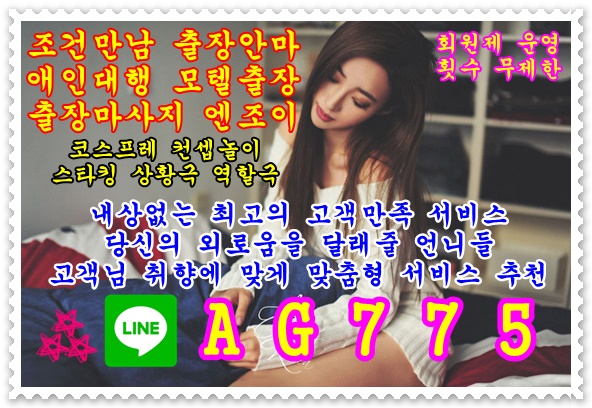 조건만남 출장안마
애인대행 모텔출장
출장마사지 엔조이
회원제 운영
횟수 무제한
코스프레 컨셉놀이
스타킹 상황극 역할극
내상없는 최고의 고객만족 서비스
당신의 외로움을 달래줄 언니들
고객님 취향에 맞게 맞춤형 서비스 추천
LINE
AG775